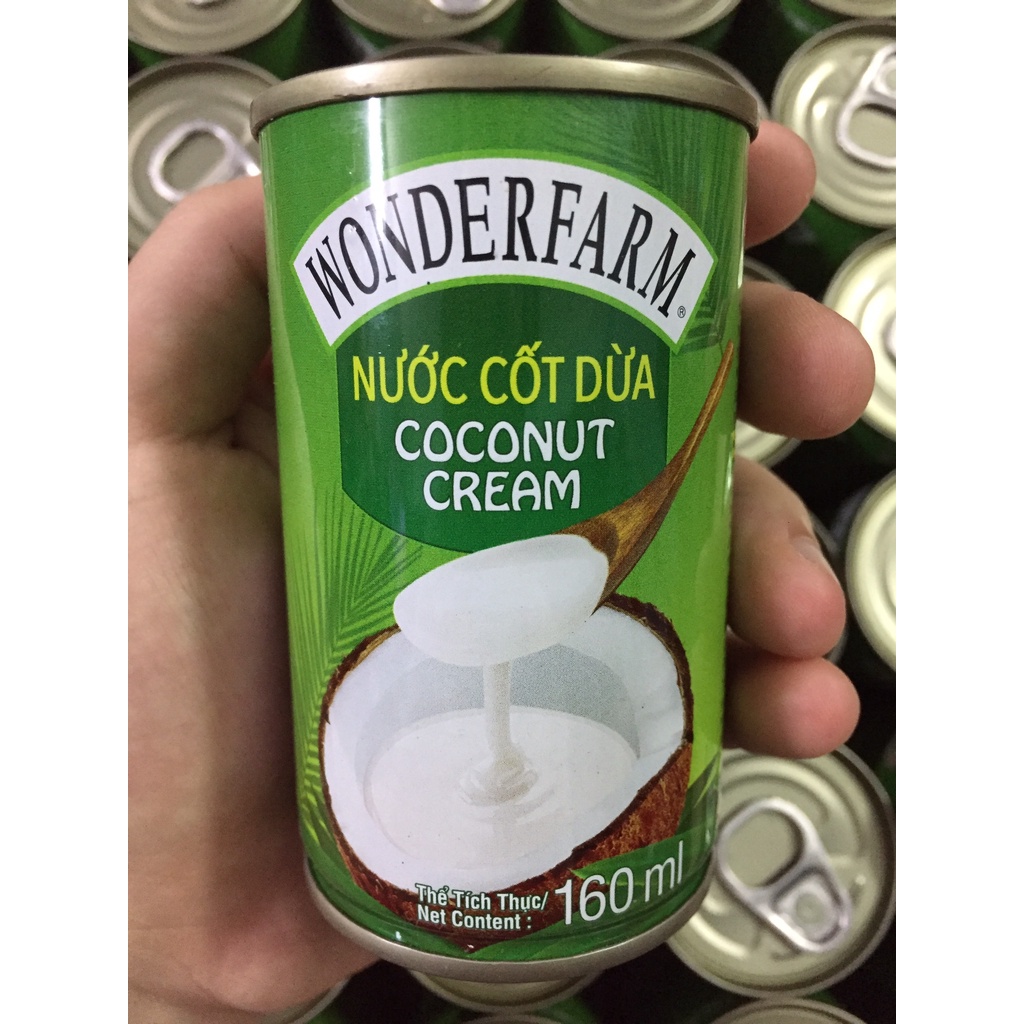 WONDERFARM®
NƯỚC CỐT DỪA
COCONUT
CREAM
Thể Tích Thực/
Net Content : 160 ml